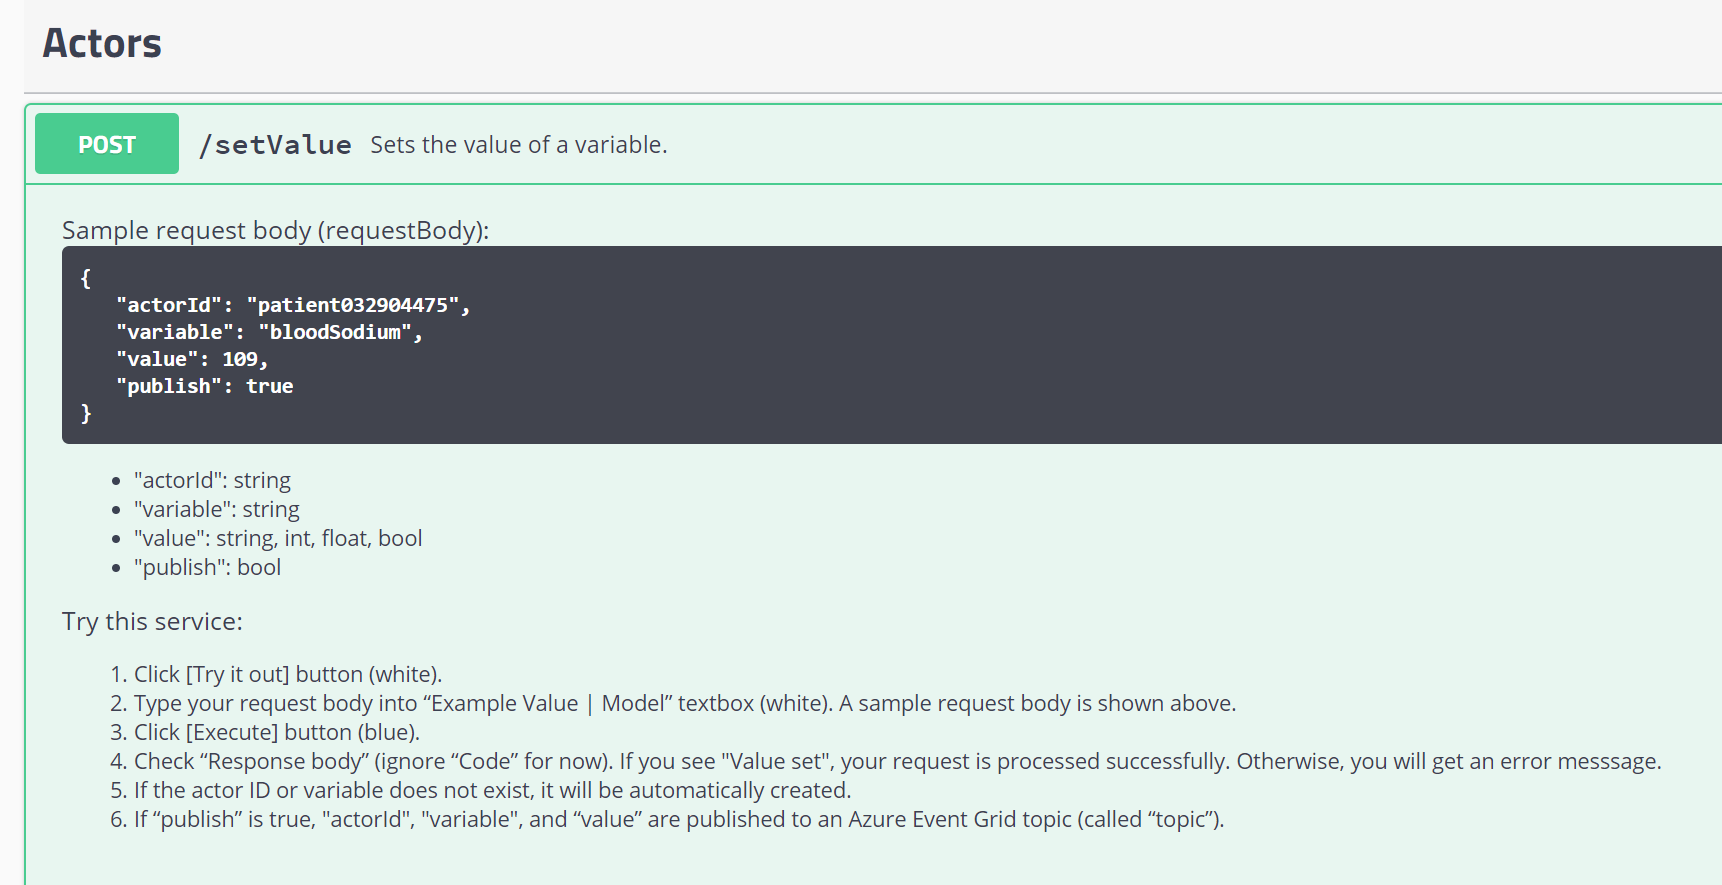 Actors
POST /setValue Sets the value of a variable.
Sample request body (requestBody):
{
"actorId": "patient032904475",
"variable": "bloodSodium",
"value": 109,
"publish": true
}
• "actorId": string
• "variable": string
• "value": string, int, float, bool
• "publish": bool
Try this service:
1. Click [Try it out] button (white).
2. Type your request body into “Example Value | Model” textbox (white). A sample request body is shown above.
3. Click [Execute] button (blue).
4. Check “Response body” (ignore “Code” for now). If you see "Value set", your request is processed successfully. Otherwise, you will get an error messsage.
5. If the actor ID or variable does not exist, it will be automatically created.
6. If “publish” is true, "actorId", "variable", and “value” are published to an Azure Event Grid topic (called “topic”).